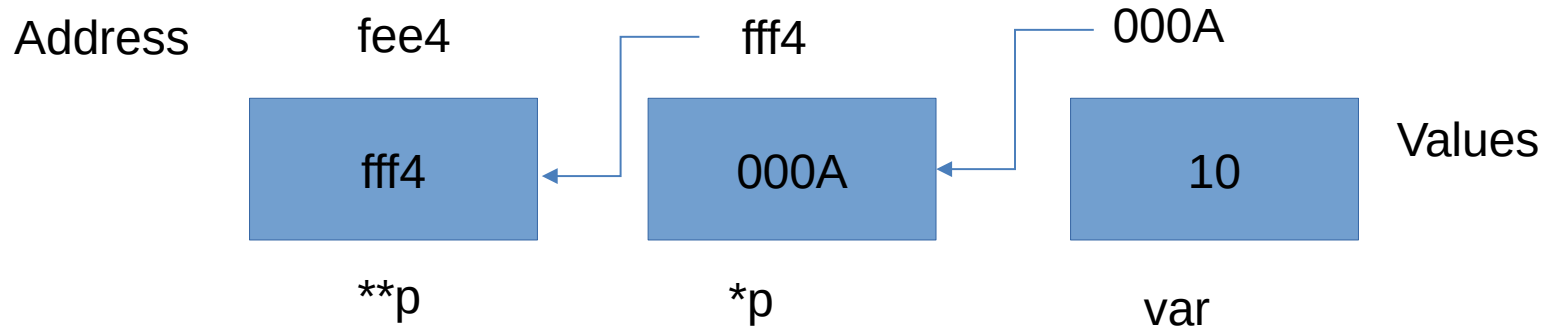 Address fee4 fff4 000A
fff4 000A 10 Values
**p *p var